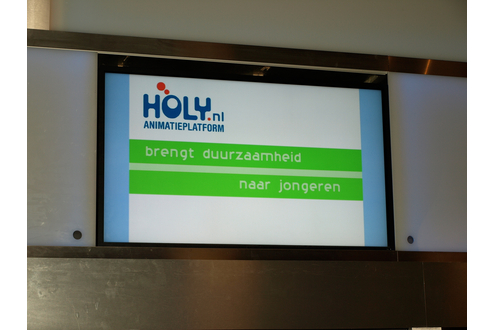 HOLY.nl
ANIMATIEPLATFORM
brengt duurzaamheid
naar jongeren